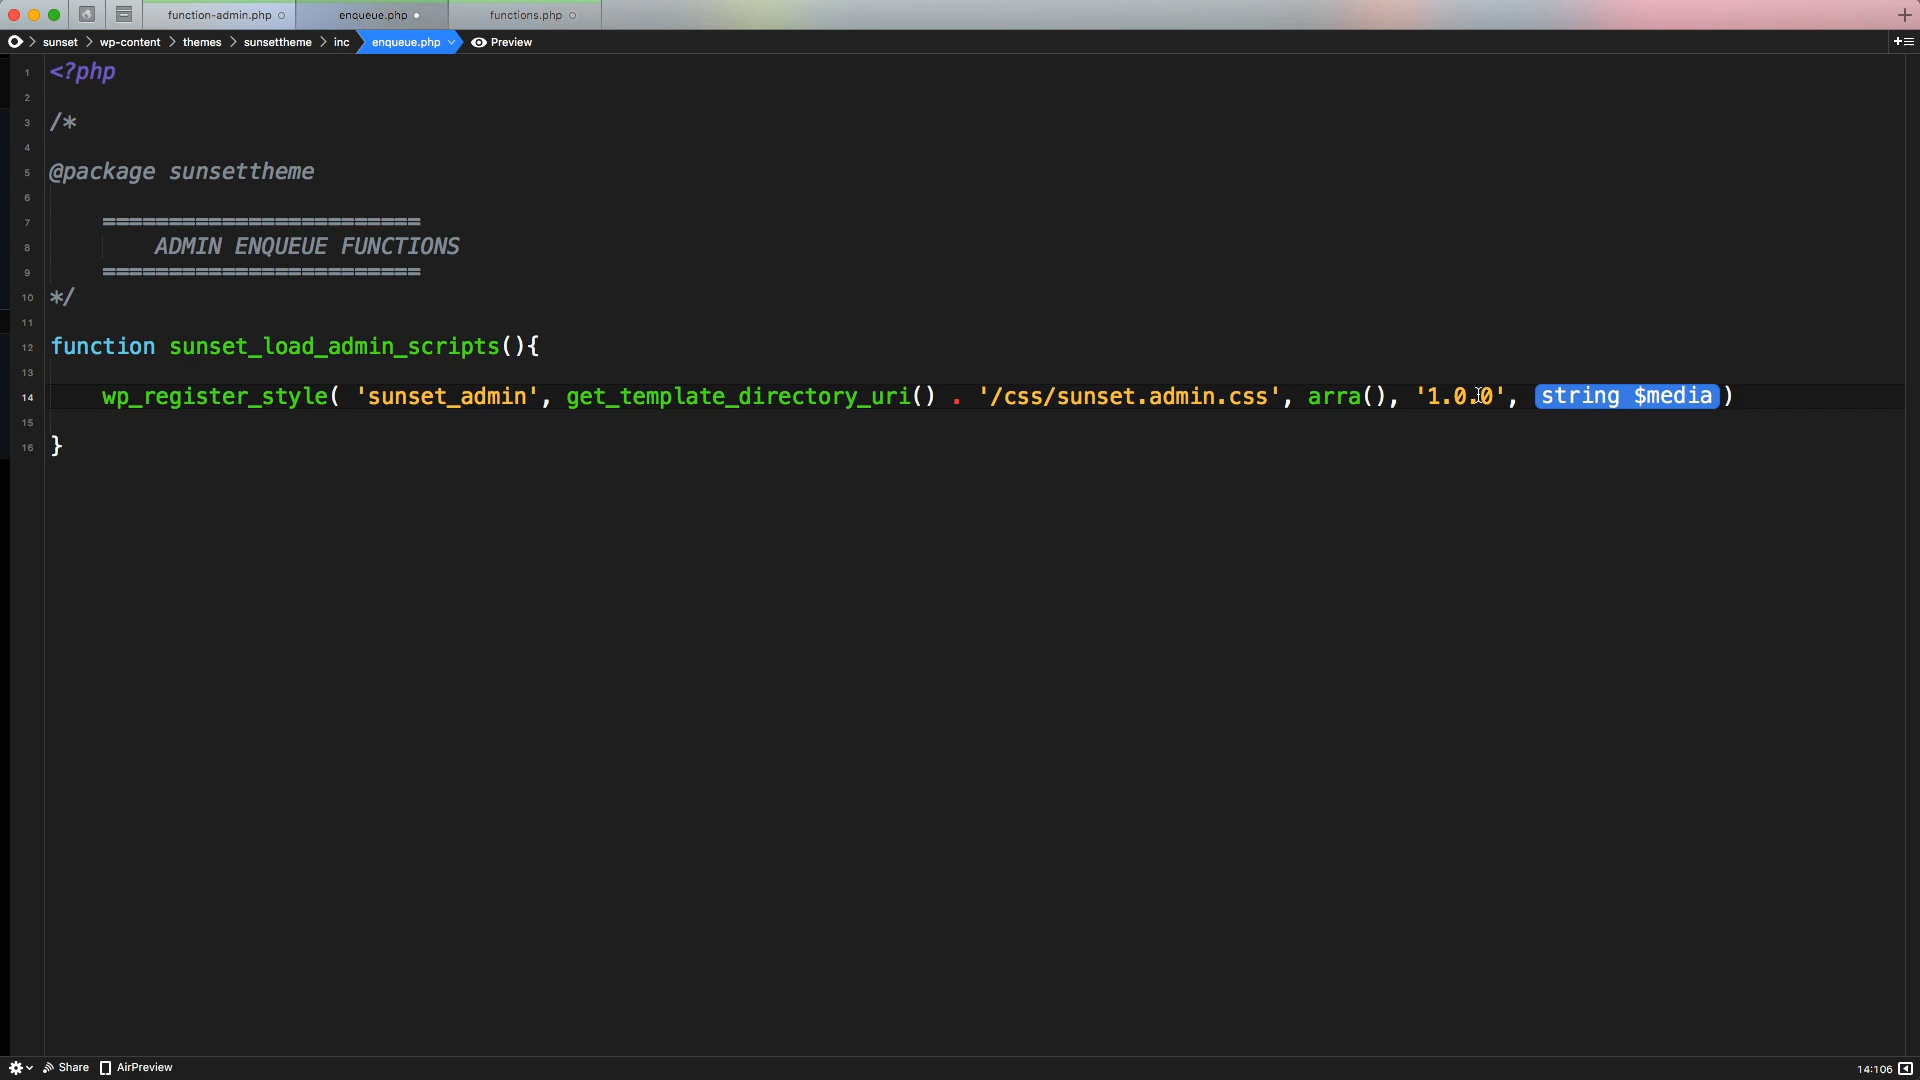 function-admin.php
enqueue.php
functions.php
sunset wp-content themes sunsettheme inc enqueue.php Preview
1 <?php
2
3 /*
4
5 @package sunsettheme
6
7 ========================
8 ADMIN ENQUEUE FUNCTIONS
9 ========================
10 */
11
12 function sunset_load_admin_scripts(){
13
14 wp_register_style( 'sunset_admin', get_template_directory_uri() . '/css/sunset.admin.css', arra(), '1.0.0', string $media )
15
16 }
Share AirPreview
14:106